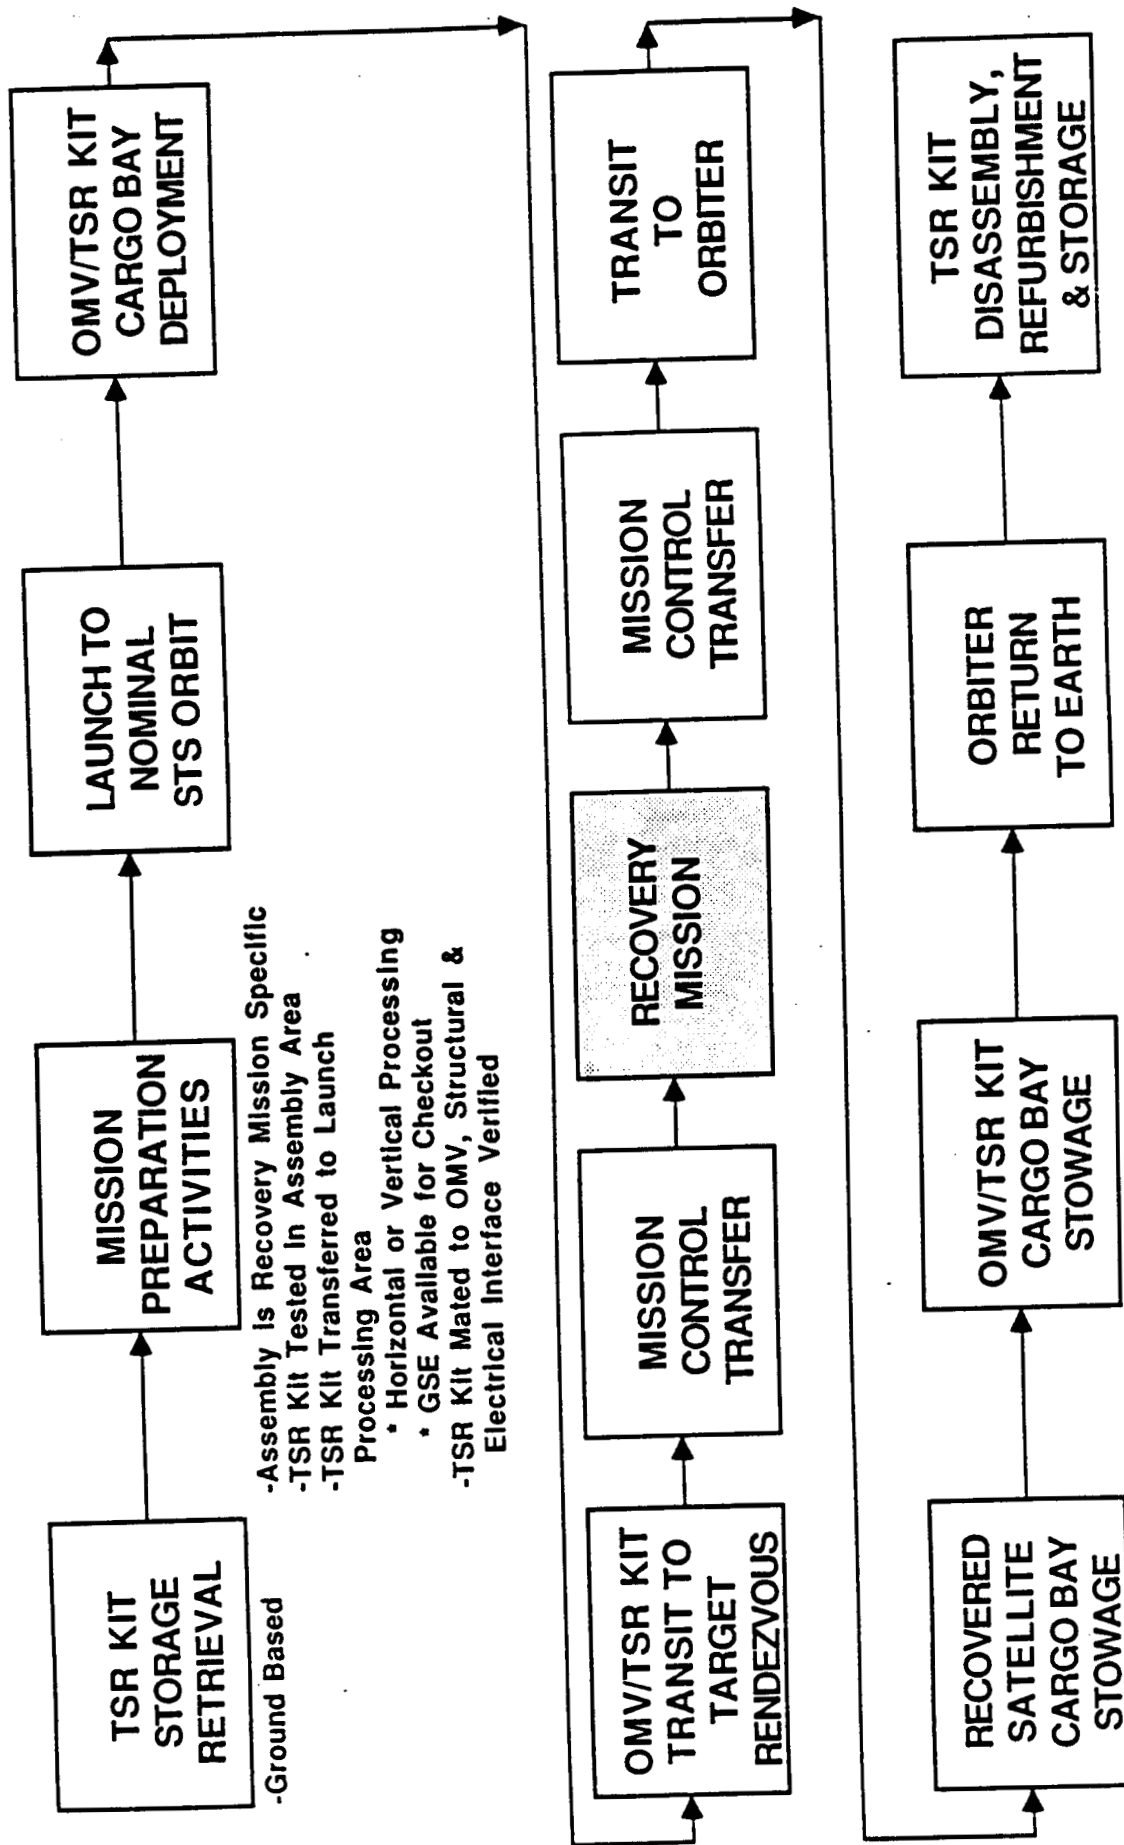 TSR KIT
STORAGE
RETRIEVAL
-Ground Based
MISSION
PREPARATION
ACTIVITIES
-Assembly is Recovery Mission Specific
-TSR Kit Tested In Assembly Area
-TSR Kit Transferred to Launch
Processing Area
* Horizontal or Vertical Processing
* GSE Available for Checkout
-TSR Kit Mated to OMV, Structural &
Electrical Interface Verified
LAUNCH TO
NOMINAL
STS ORBIT
OMV/TSR KIT
CARGO BAY
DEPLOYMENT
OMV/TSR KIT
TRANSIT TO
TARGET
RENDEZVOUS
MISSION
CONTROL
TRANSFER
RECOVERY
MISSION
MISSION
CONTROL
TRANSFER
TRANSIT
TO
ORBITER
RECOVERED
SATELLITE
CARGO BAY
STOWAGE
OMV/TSR KIT
CARGO BAY
STOWAGE
ORBITER
RETURN
TO EARTH
TSR KIT
DISASSEMBLY,
REFURBISHMENT
& STORAGE